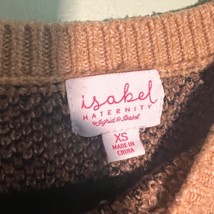 isabel
MATERNITY
by Ingrid & Isabel
XS
MADE IN
CHINA